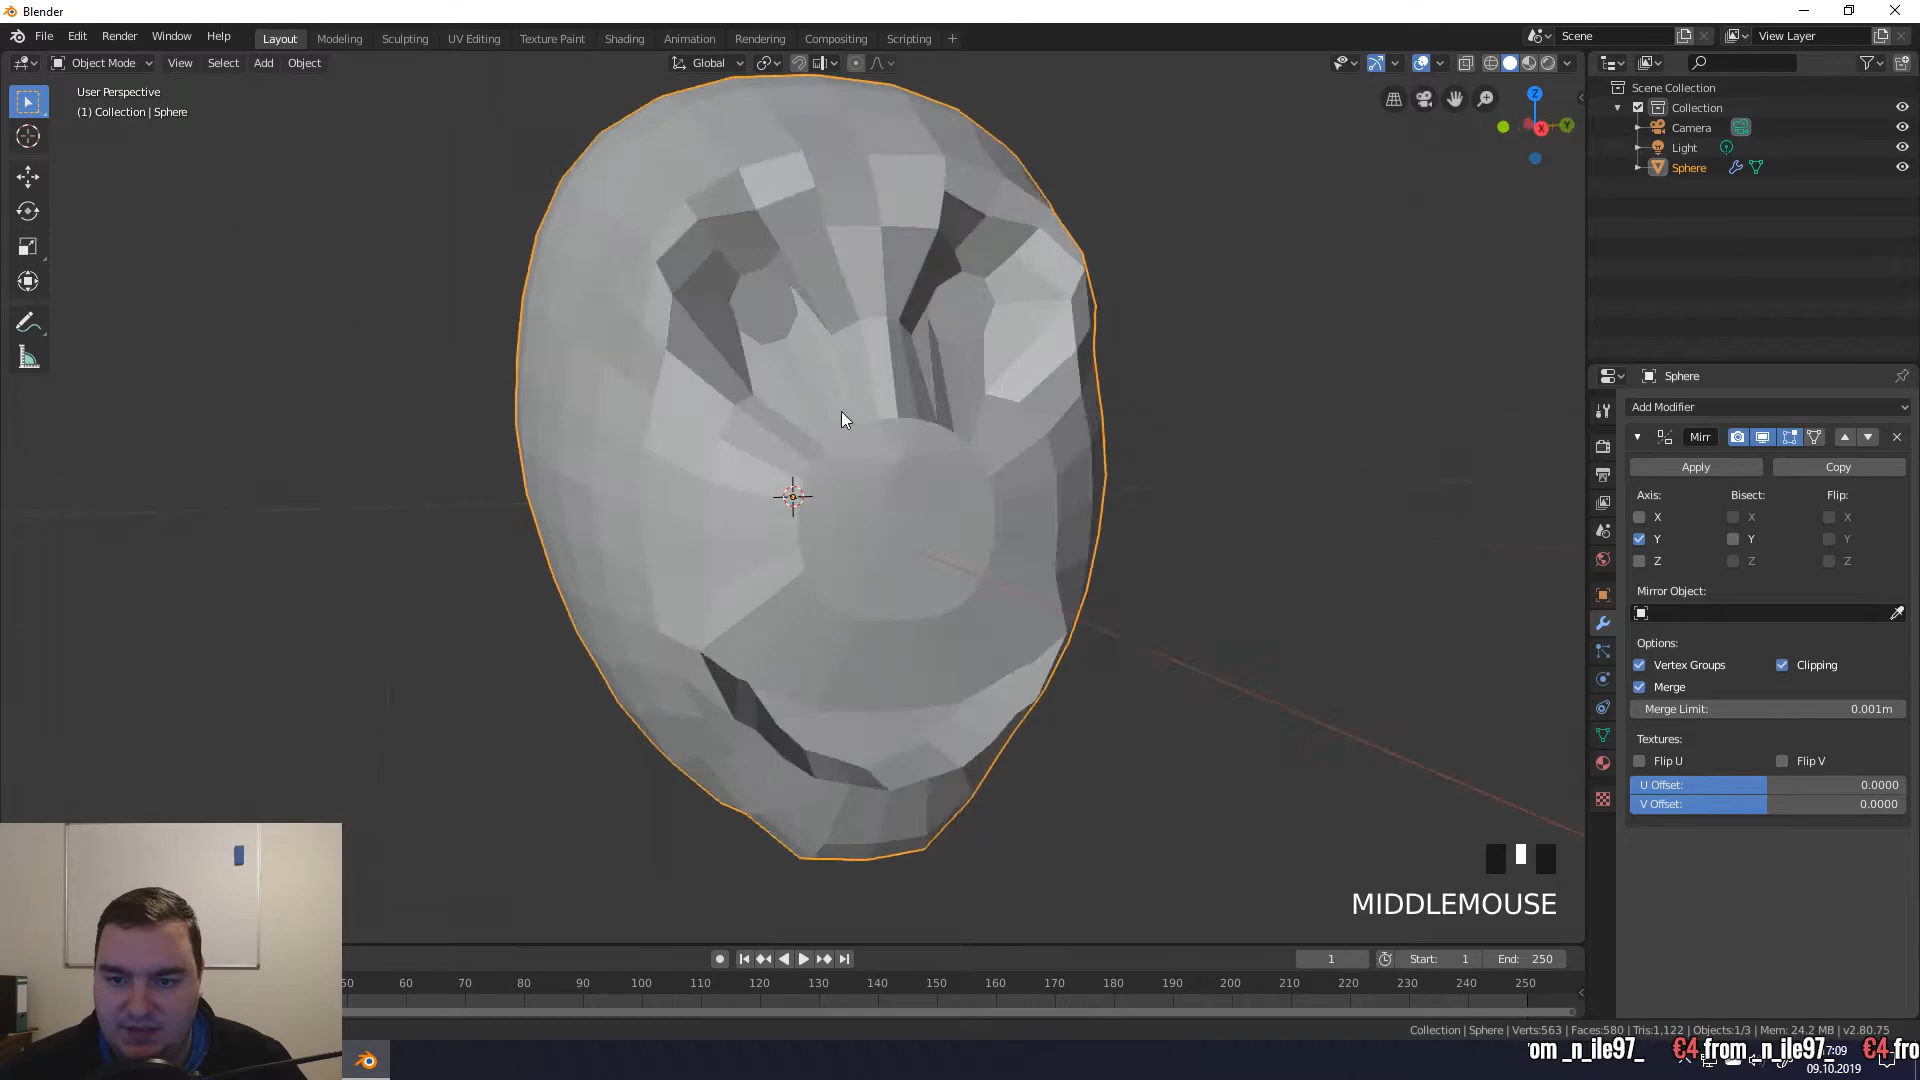 Blender
File Edit Render Window Help
Layout Modeling Sculpting UV Editing Texture Paint Shading Animation Rendering Compositing Scripting +
Scene
View Layer
Object Mode View Select Add Object
Global
User Perspective
(1) Collection | Sphere
Z
X
Y
Scene Collection
Collection
Camera
Light
Sphere
Sphere
Add Modifier
Mirr
Apply Copy
Axis: Bisect: Flip:
X X X
Y Y Y
Z Z Z
Mirror Object:
Options:
Vertex Groups Clipping
Merge
Merge Limit: 0.001m
Textures:
Flip U Flip V
U Offset: 0.0000
V Offset: 0.0000
MIDDLEMOUSE
1 Start: 1 End: 250
50 60 70 80 90 100 110 120 130 140 150 160 170 180 190 200 210 220 230 240 250
Collection | Sphere | Verts:563 | Faces:580 | Tris:1,122 | Objects:1/3 | Mem: 24.2 MB | v2.80.75
om _n_ile97_ €4 from _n_ile97_ €4 fro
17:09
09.10.2019